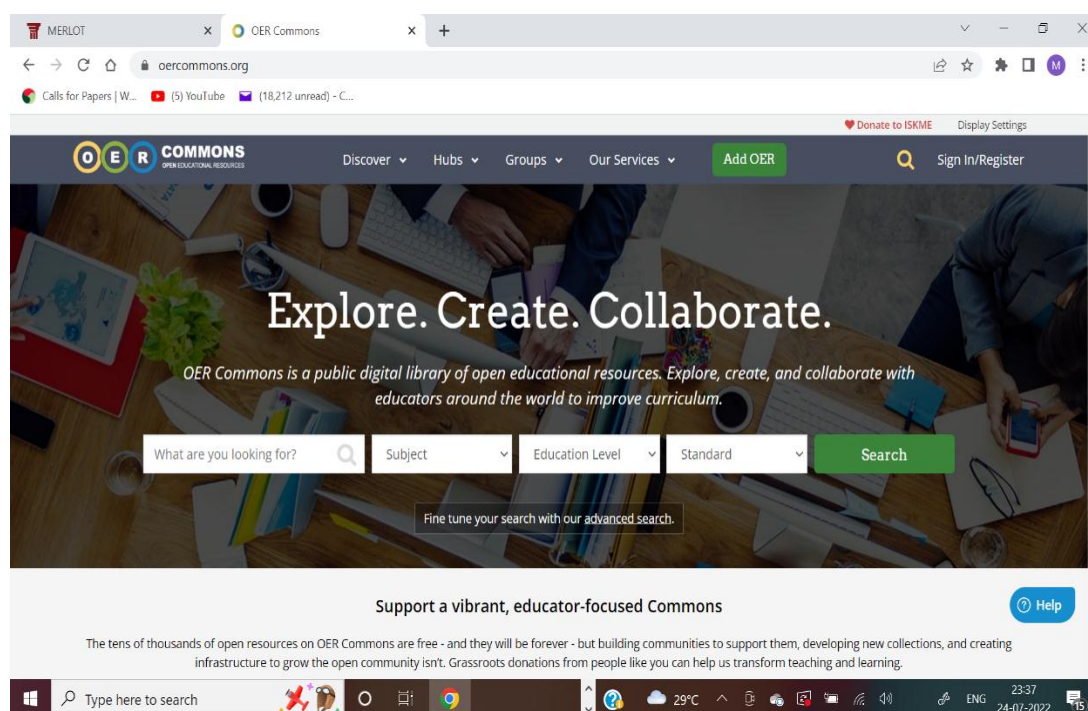 MERLOT
OER Commons
oercommons.org
M
Calls for Papers | W...
(5) YouTube
(18,212 unread) - C...
Donate to ISKME
Display Settings
OER COMMONS
OPEN EDUCATIONAL RESOURCES
Discover
Hubs
Groups
Our Services
Add OER
Sign In/Register
Explore. Create. Collaborate.
OER Commons is a public digital library of open educational resources. Explore, create, and collaborate with
educators around the world to improve curriculum.
What are you looking for?
Subject
Education Level
Standard
Search
Fine tune your search with our advanced search.
Support a vibrant, educator-focused Commons
Help
The tens of thousands of open resources on OER Commons are free - and they will be forever - but building communities to support them, developing new collections, and creating
infrastructure to grow the open community isn't. Grassroots donations from people like you can help us transform teaching and learning.
Type here to search
29°C
ENG
23:37
24-07-2022
15